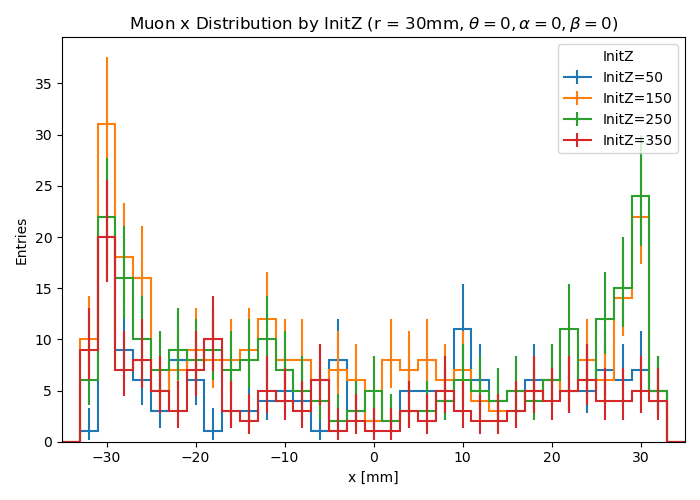 Muon x Distribution by InitZ (r = 30mm, θ = 0, α = 0, β = 0)
InitZ
InitZ=50
InitZ=150
InitZ=250
InitZ=350
Entries
35
30
25
20
15
10
5
0
−30
−20
−10
0
10
20
30
x [mm]